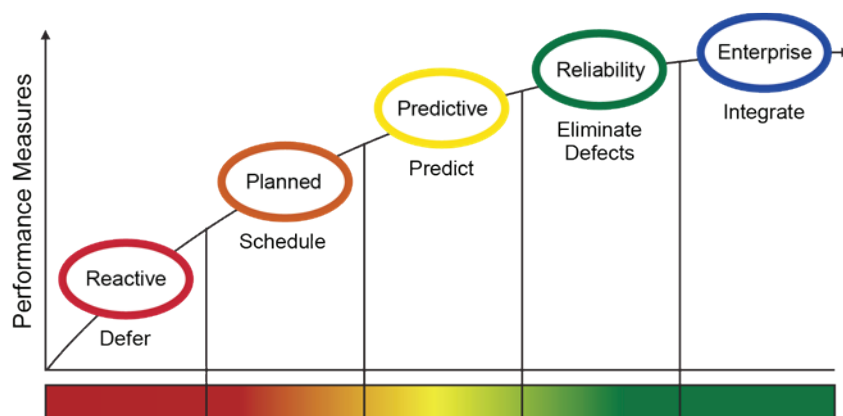 Performance Measures
Reactive
Defer
Planned
Schedule
Predictive
Predict
Reliability
Eliminate
Defects
Enterprise
Integrate